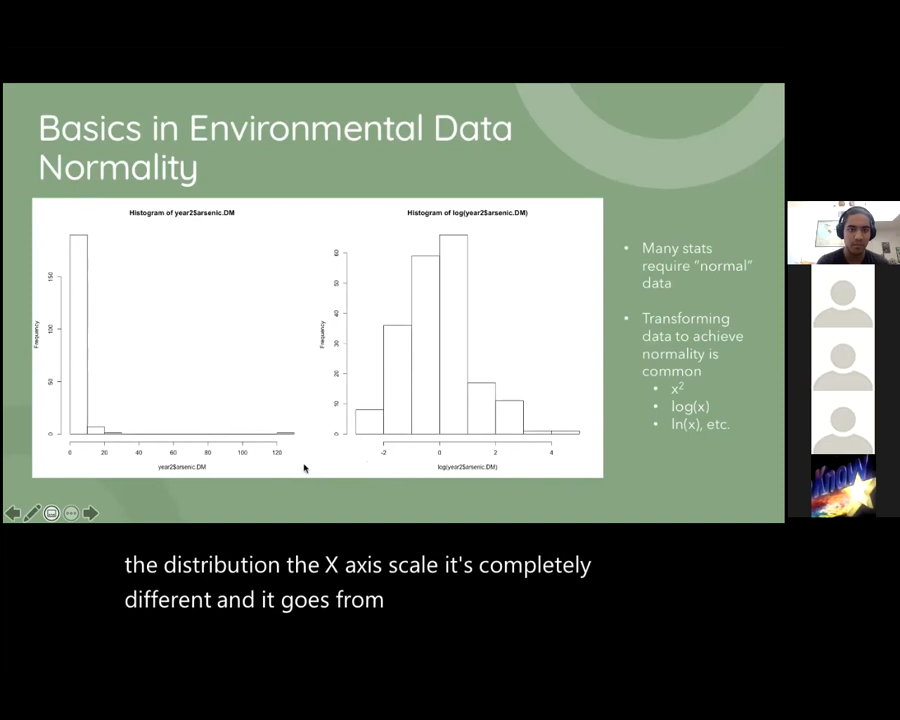 Basics in Environmental Data
Normality
Histogram of year2$arsenic.DM
Frequency
150
100
50
0
0 20 40 60 80 100 120
year2$arsenic.DM
Histogram of log(year2$arsenic.DM)
Frequency
60
50
40
30
20
10
0
-2 0 2 4
log(year2$arsenic.DM)
• Many stats
require “normal”
data
• Transforming
data to achieve
normality is
common
• x²
• log(x)
• ln(x), etc.
Know
the distribution the X axis scale it's completely
different and it goes from